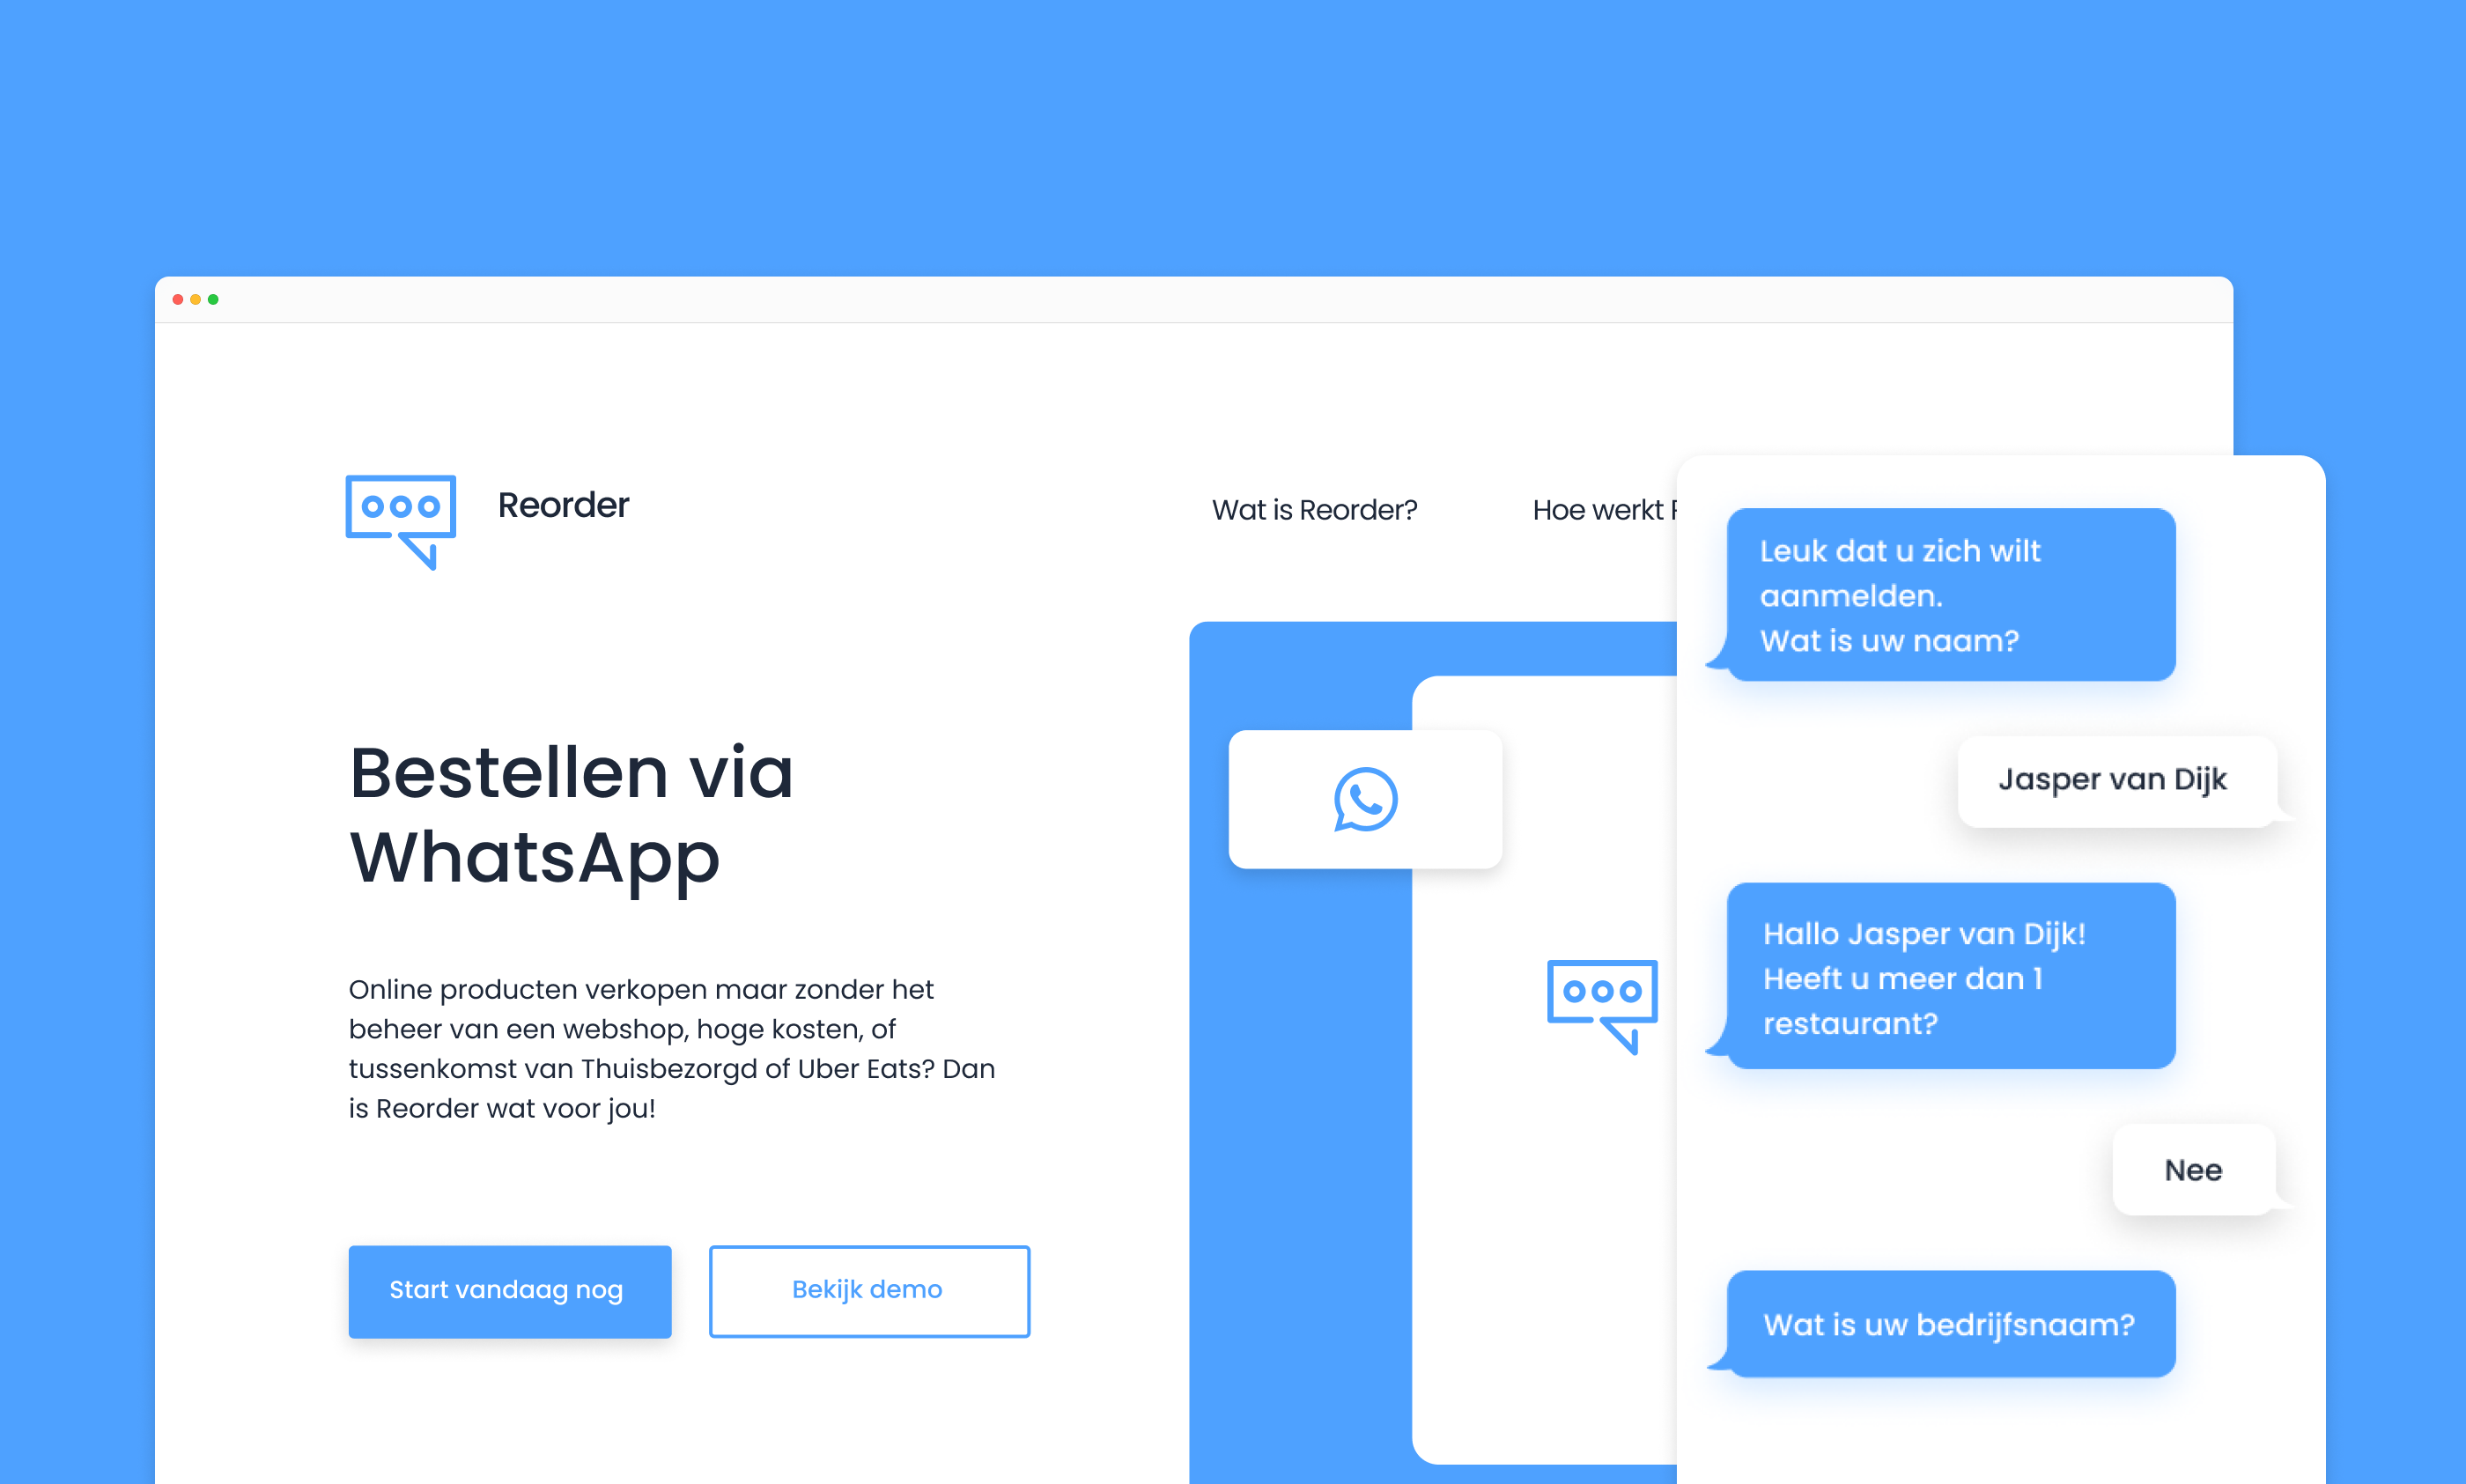 Reorder
Wat is Reorder?
Hoe werkt
Bestellen via
WhatsApp
Online producten verkopen maar zonder het
beheer van een webshop, hoge kosten, of
tussenkomst van Thuisbezorgd of Uber Eats? Dan
is Reorder wat voor jou!
Start vandaag nog
Bekijk demo
Leuk dat u zich wilt
aanmelden.
Wat is uw naam?
Jasper van Dijk
Hallo Jasper van Dijk!
Heeft u meer dan 1
restaurant?
Nee
Wat is uw bedrijfsnaam?